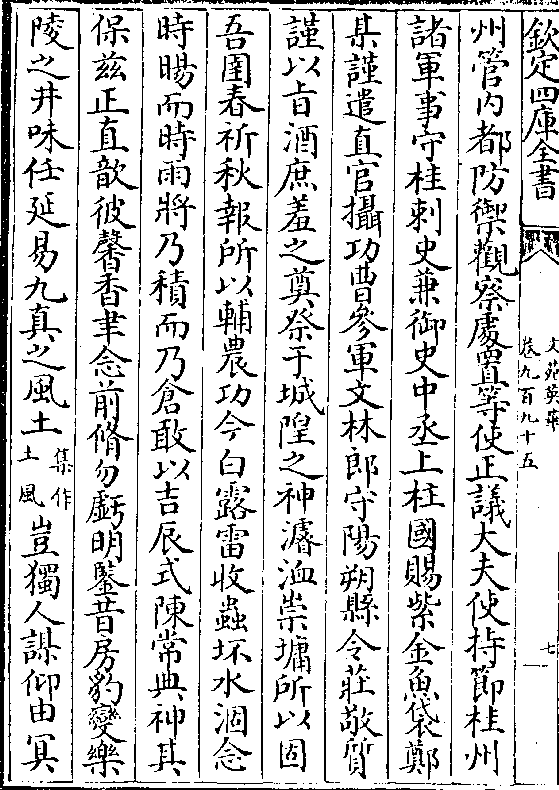 欽定四庫全書
文苑英華
卷九百九十五
七
州管内都防禦觀察處置等使正議大夫使持節桂州
諸軍事守桂刺史兼御史中丞上柱國賜紫金魚袋鄭
某謹遣直官攝功曹參軍文林郎守陽朔縣令莊敬質
謹以㫖酒庶羞之奠祭于城隍之神濬洫崇墉所以固
吾圉春祈秋報所以輔農功今白露雷收蟲坏水涸念
時暘而時雨將乃積而乃倉敢以吉辰式陳常典神其
保兹正直歆彼馨香聿念前脩勿虧明鑒昔房豹變樂
陵之井味任延易九真之風土集作土風豈獨人謀仰由冥